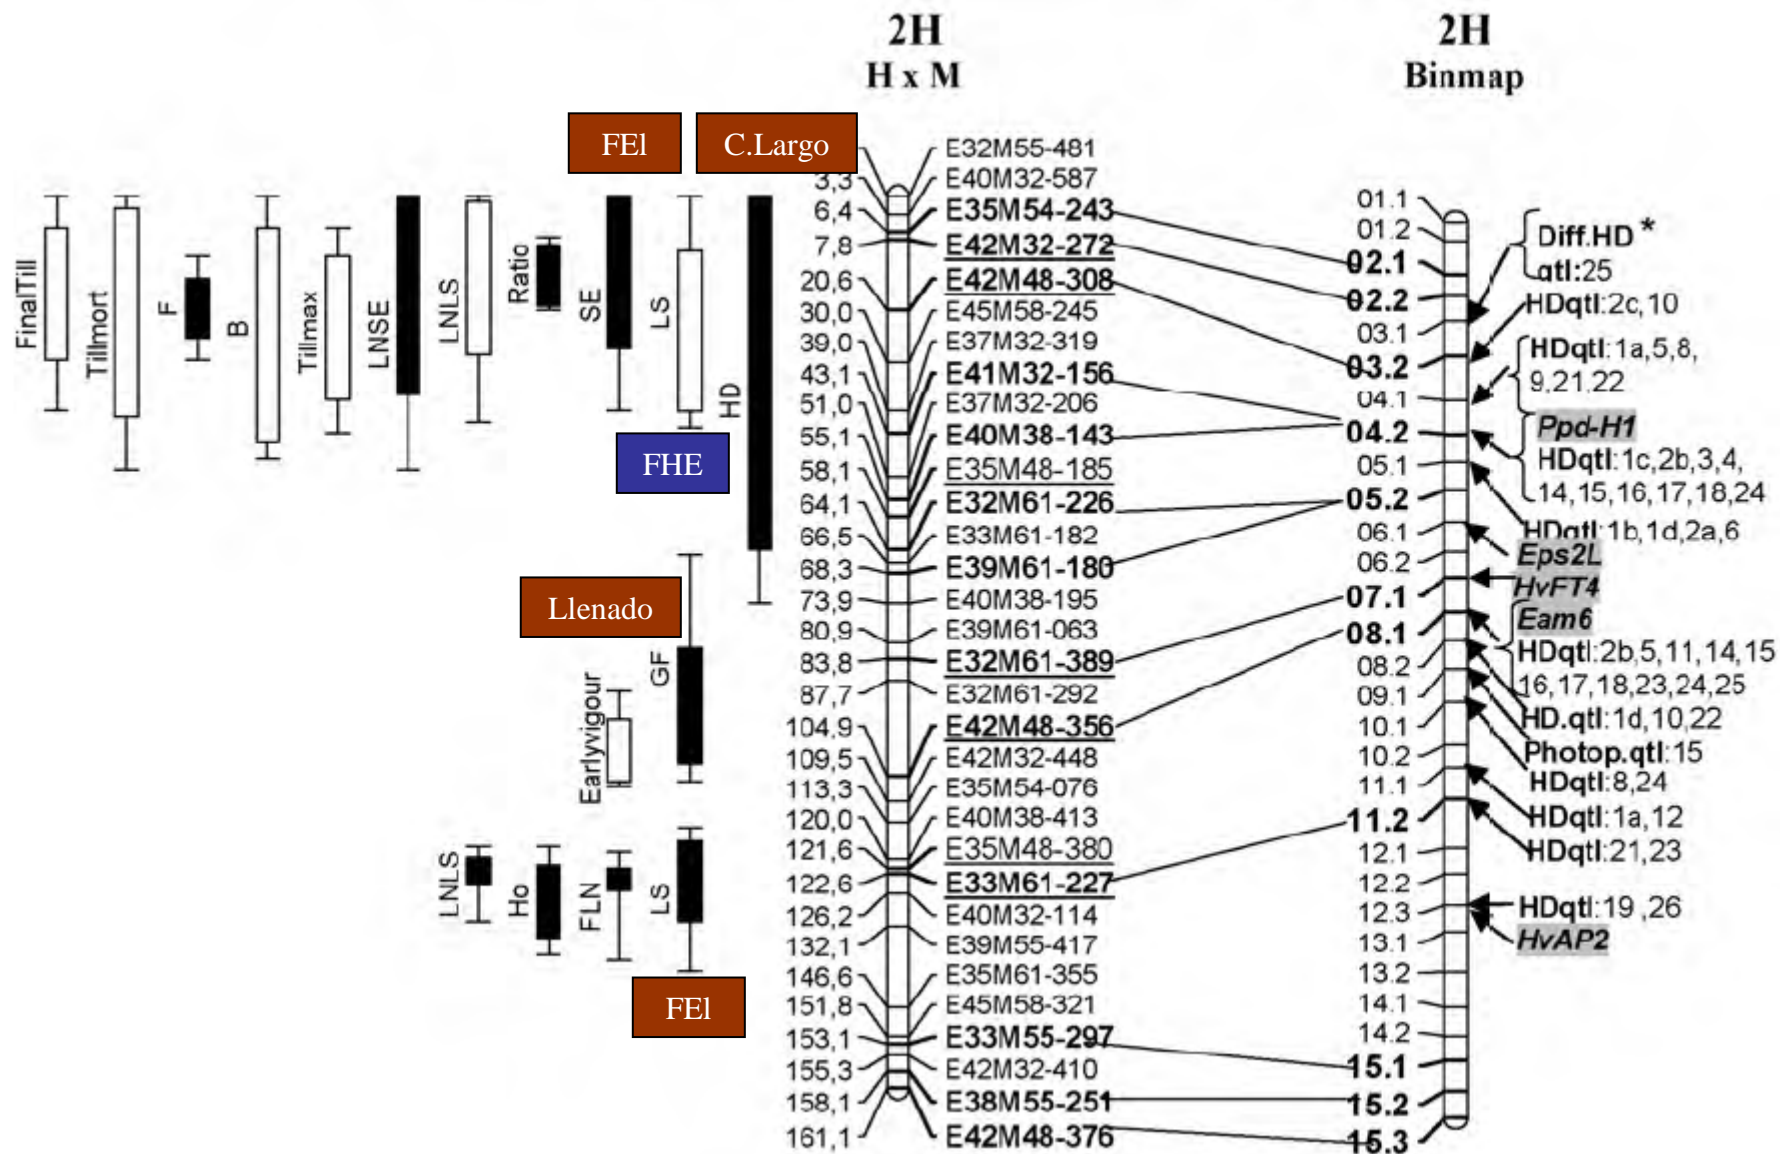 2H
H x M
2H
Binmap
FEl
C.Largo
FinalTill
Tillmort
F
B
Tillmax
LNSE
LNLS
Ratio
SE
LS
HD
FHE
Llenado
GF
Earlyvigour
LNLS
Ho
FLN
LS
FEl
3,3
6,4
7,8
20,6
30,0
39,0
43,1
51,0
55,1
58,1
64,1
66,5
68,3
73,9
80,9
83,8
87,7
104,9
109,5
113,3
120,0
121,6
122,6
126,2
132,1
146,6
151,8
153,1
155,3
158,1
161,1
E32M55-481
E40M32-587
E35M54-243
E42M32-272
E42M48-308
E45M58-245
E37M32-319
E41M32-156
E37M32-206
E40M38-143
E35M48-185
E32M61-226
E33M61-182
E39M61-180
E40M38-195
E39M61-063
E32M61-389
E32M61-292
E42M48-356
E42M32-448
E35M54-076
E40M38-413
E35M48-380
E33M61-227
E40M32-114
E39M55-417
E35M61-355
E45M58-321
E33M55-297
E42M32-410
E38M55-251
E42M48-376
01.1
01.2
02.1
02.2
03.1
03.2
04.1
04.2
05.1
05.2
06.1
06.2
07.1
08.1
08.2
09.1
10.1
10.2
11.1
11.2
12.1
12.2
12.3
13.1
13.2
14.1
14.2
15.1
15.2
15.3
Diff.HD *
qtl:25
HDqtl:2c,10
HDqtl:1a,5,8,
9,21,22
Ppd-H1
HDqtl:1c,2b,3,4,
14,15,16,17,18,24
HDqtl:1b,1d,2a,6
Eps2L
HvFT4
Eam6
HDqtl:2b,5,11,14,15
16,17,18,23,24,25
HD.qtl:1d,10,22
Photop.qtl:15
HDqtl:8,24
HDqtl:1a,12
HDqtl:21,23
HDqtl:19,26
HvAP2